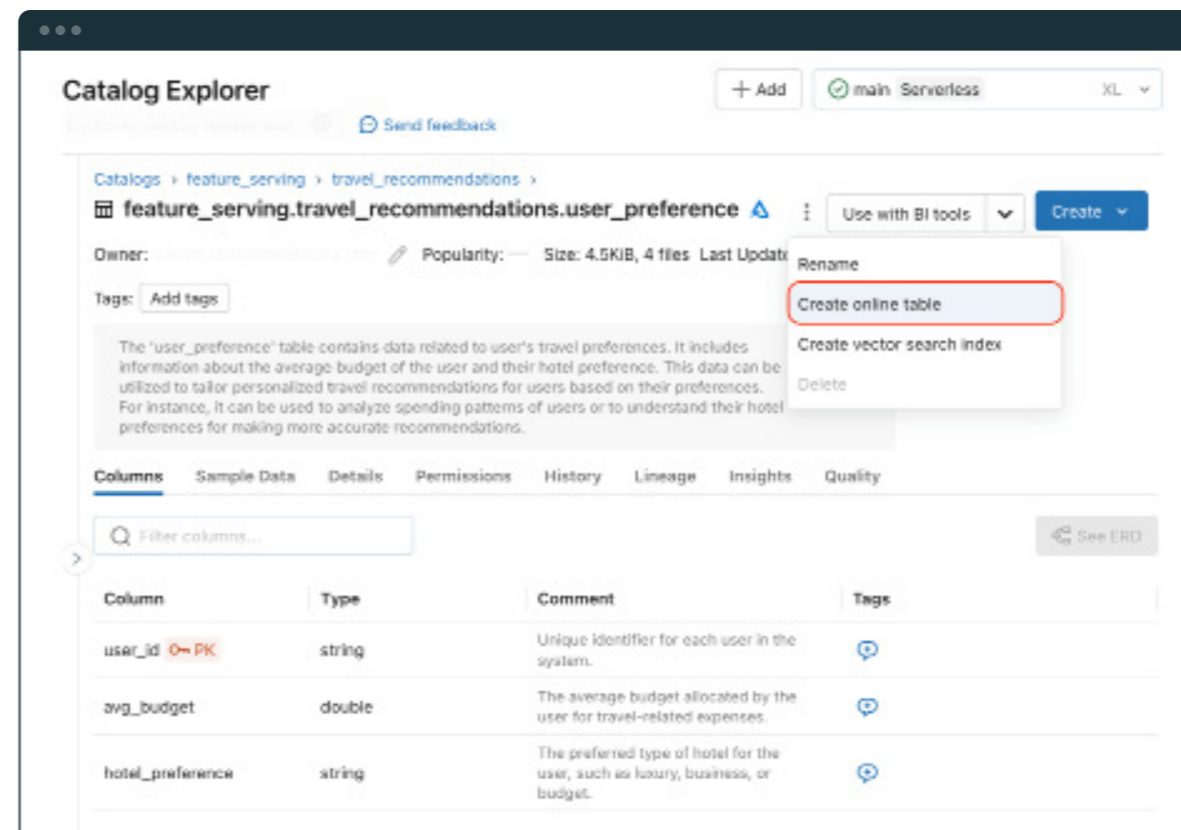 Catalog Explorer
+ Add
main Serverless XL
Send feedback
Catalogs > feature_serving > travel_recommendations >
feature_serving.travel_recommendations.user_preference
Use with BI tools
Create
Owner:
Popularity: — Size: 4.5KiB, 4 files Last Update
Tags: Add tags
Rename
Create online table
Create vector search index
Delete
The 'user_preference' table contains data related to user's travel preferences. It includes
information about the average budget of the user and their hotel preference. This data can be
utilized to tailor personalized travel recommendations for users based on their preferences.
For instance, it can be used to analyze spending patterns of users or to understand their hotel
preferences for making more accurate recommendations.
Columns Sample Data Details Permissions History Lineage Insights Quality
Filter columns...
See ERD
Column Type Comment Tags
user_id PK string Unique identifier for each user in the
system.
avg_budget double The average budget allocated by the
user for travel-related expenses.
hotel_preference string The preferred type of hotel for the
user, such as luxury, business, or
budget.